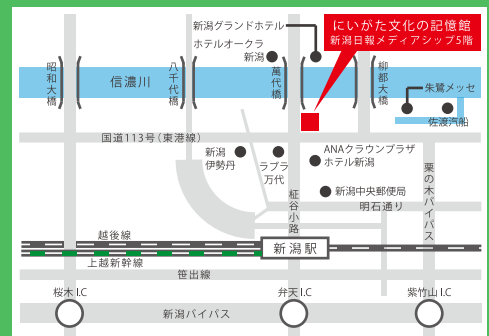 新潟グランドホテル
にいがた文化の記憶館
新潟日報メディアシップ5階
ホテルオークラ
新潟
昭和大橋
信濃川
八千代橋
萬代橋
柳都大橋
朱鷺メッセ
佐渡汽船
国道113号(東港線)
新潟
伊勢丹
ラブラ
万代
ANAクラウンプラザ
ホテル新潟
新潟中央郵便局
栗の木バイパス
柾谷小路
明石通り
越後線
新潟駅
上越新幹線
笹出線
桜木I.C
弁天I.C
紫竹山I.C
新潟バイパス